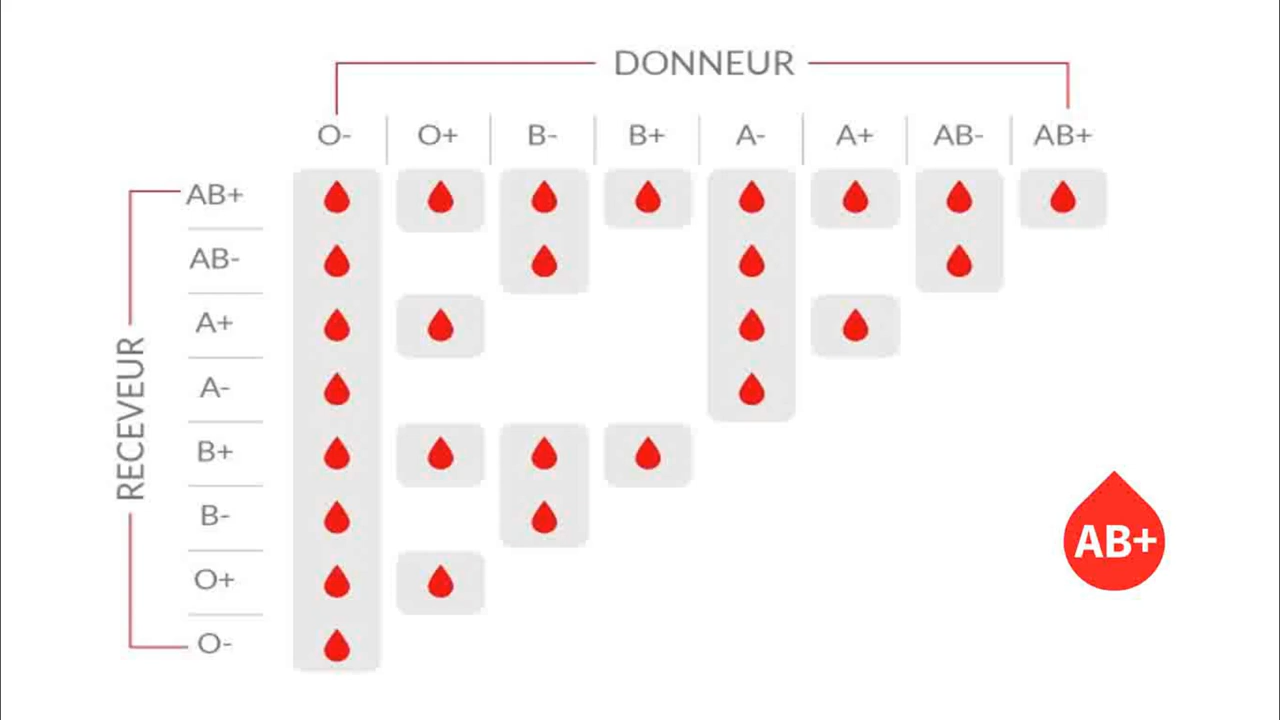 DONNEUR
O- O+ B- B+ A- A+ AB- AB+
RECEVEUR
AB+
AB-
A+
A-
B+
B-
O+
O-
AB+